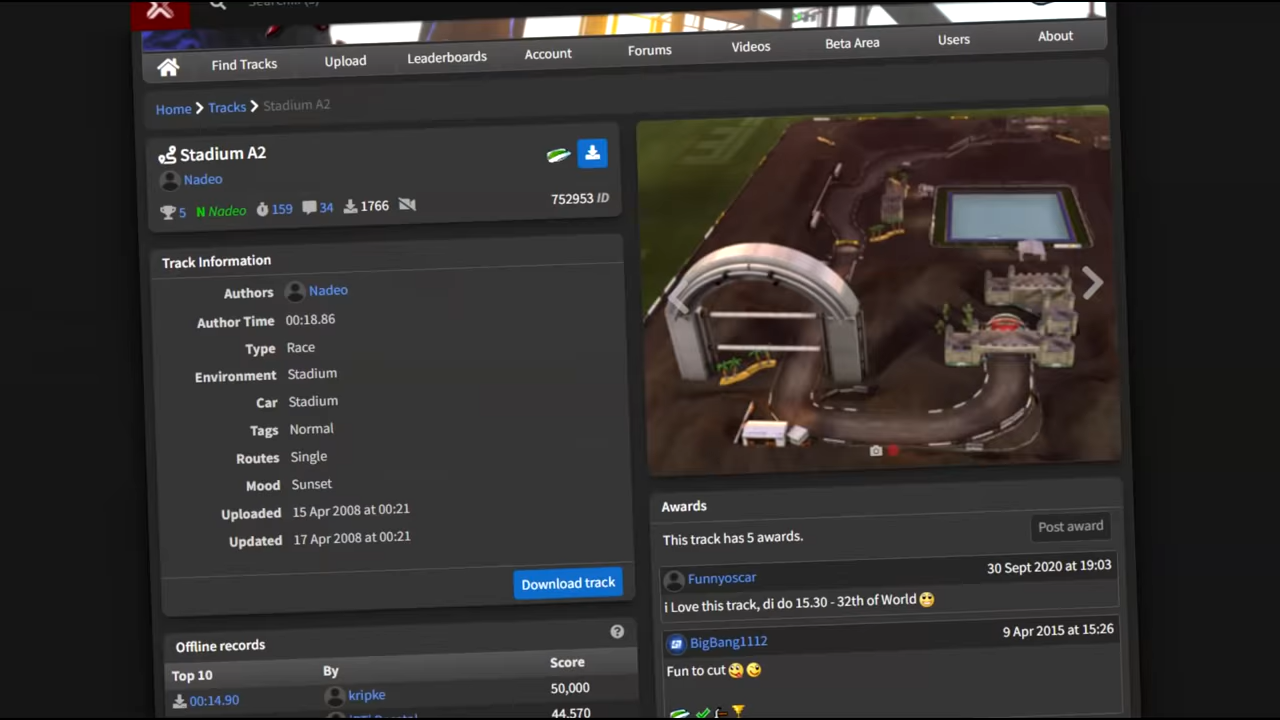 Search... (S)
Find Tracks Upload Leaderboards Account Forums Videos Beta Area Users About
Home Tracks Stadium A2
Stadium A2
Nadeo
5 N Nadeo 159 34 1766
752953 ID
Track Information
Authors Nadeo
Author Time 00:18.86
Type Race
Environment Stadium
Car Stadium
Tags Normal
Routes Single
Mood Sunset
Uploaded 15 Apr 2008 at 00:21
Updated 17 Apr 2008 at 00:21
Download track
Offline records
Top 10 By Score
00:14.90 kripke 50,000
44,570
Awards
This track has 5 awards.
Post award
Funnyoscar 30 Sept 2020 at 19:03
i Love this track, di do 15.30 - 32th of World
BigBang1112 9 Apr 2015 at 15:26
Fun to cut